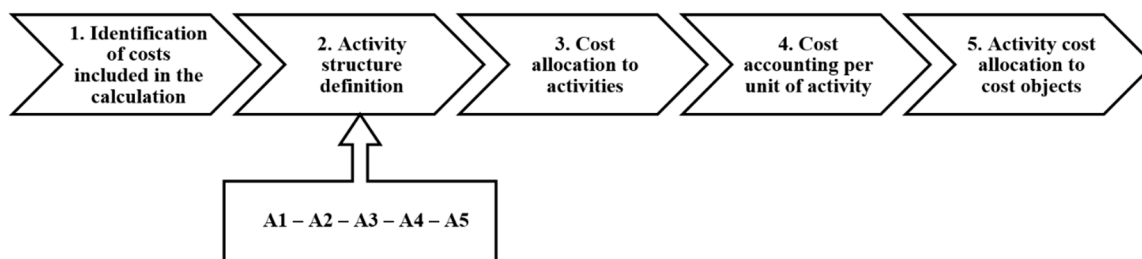 1. Identification
of costs
included in the
calculation
2. Activity
structure
definition
3. Cost
allocation to
activities
4. Cost
accounting per
unit of activity
5. Activity cost
allocation to
cost objects
A1 – A2 – A3 – A4 – A5